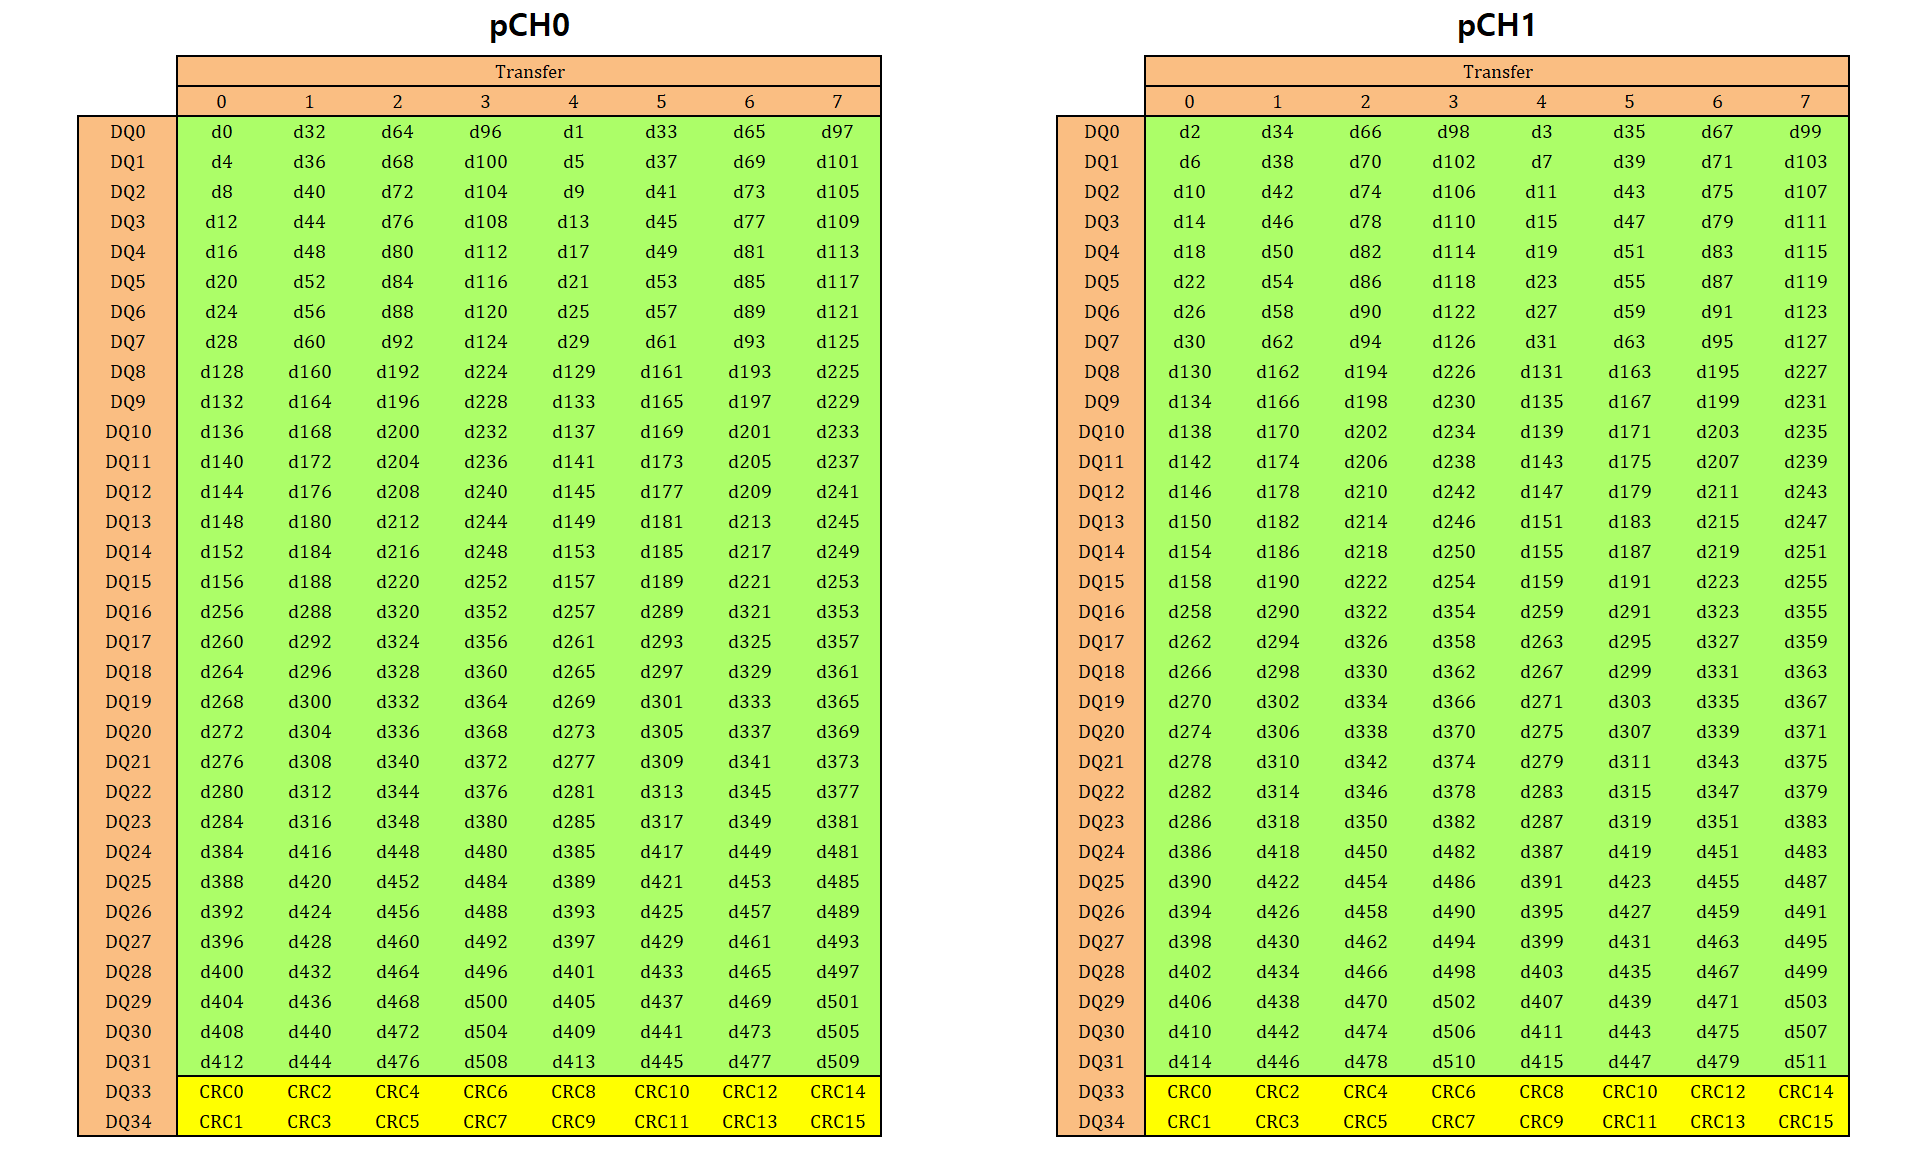 pCH0 pCH1
Transfer Transfer
0 1 2 3 4 5 6 7 0 1 2 3 4 5 6 7
DQ0 d0 d32 d64 d96 d1 d33 d65 d97 DQ0 d2 d34 d66 d98 d3 d35 d67 d99
DQ1 d4 d36 d68 d100 d5 d37 d69 d101 DQ1 d6 d38 d70 d102 d7 d39 d71 d103
DQ2 d8 d40 d72 d104 d9 d41 d73 d105 DQ2 d10 d42 d74 d106 d11 d43 d75 d107
DQ3 d12 d44 d76 d108 d13 d45 d77 d109 DQ3 d14 d46 d78 d110 d15 d47 d79 d111
DQ4 d16 d48 d80 d112 d17 d49 d81 d113 DQ4 d18 d50 d82 d114 d19 d51 d83 d115
DQ5 d20 d52 d84 d116 d21 d53 d85 d117 DQ5 d22 d54 d86 d118 d23 d55 d87 d119
DQ6 d24 d56 d88 d120 d25 d57 d89 d121 DQ6 d26 d58 d90 d122 d27 d59 d91 d123
DQ7 d28 d60 d92 d124 d29 d61 d93 d125 DQ7 d30 d62 d94 d126 d31 d63 d95 d127
DQ8 d128 d160 d192 d224 d129 d161 d193 d225 DQ8 d130 d162 d194 d226 d131 d163 d195 d227
DQ9 d132 d164 d196 d228 d133 d165 d197 d229 DQ9 d134 d166 d198 d230 d135 d167 d199 d231
DQ10 d136 d168 d200 d232 d137 d169 d201 d233 DQ10 d138 d170 d202 d234 d139 d171 d203 d235
DQ11 d140 d172 d204 d236 d141 d173 d205 d237 DQ11 d142 d174 d206 d238 d143 d175 d207 d239
DQ12 d144 d176 d208 d240 d145 d177 d209 d241 DQ12 d146 d178 d210 d242 d147 d179 d211 d243
DQ13 d148 d180 d212 d244 d149 d181 d213 d245 DQ13 d150 d182 d214 d246 d151 d183 d215 d247
DQ14 d152 d184 d216 d248 d153 d185 d217 d249 DQ14 d154 d186 d218 d250 d155 d187 d219 d251
DQ15 d156 d188 d220 d252 d157 d189 d221 d253 DQ15 d158 d190 d222 d254 d159 d191 d223 d255
DQ16 d256 d288 d320 d352 d257 d289 d321 d353 DQ16 d258 d290 d322 d354 d259 d291 d323 d355
DQ17 d260 d292 d324 d356 d261 d293 d325 d357 DQ17 d262 d294 d326 d358 d263 d295 d327 d359
DQ18 d264 d296 d328 d360 d265 d297 d329 d361 DQ18 d266 d298 d330 d362 d267 d299 d331 d363
DQ19 d268 d300 d332 d364 d269 d301 d333 d365 DQ19 d270 d302 d334 d366 d271 d303 d335 d367
DQ20 d272 d304 d336 d368 d273 d305 d337 d369 DQ20 d274 d306 d338 d370 d275 d307 d339 d371
DQ21 d276 d308 d340 d372 d277 d309 d341 d373 DQ21 d278 d310 d342 d374 d279 d311 d343 d375
DQ22 d280 d312 d344 d376 d281 d313 d345 d377 DQ22 d282 d314 d346 d378 d283 d315 d347 d379
DQ23 d284 d316 d348 d380 d285 d317 d349 d381 DQ23 d286 d318 d350 d382 d287 d319 d351 d383
DQ24 d384 d416 d448 d480 d385 d417 d449 d481 DQ24 d386 d418 d450 d482 d387 d419 d451 d483
DQ25 d388 d420 d452 d484 d389 d421 d453 d485 DQ25 d390 d422 d454 d486 d391 d423 d455 d487
DQ26 d392 d424 d456 d488 d393 d425 d457 d489 DQ26 d394 d426 d458 d490 d395 d427 d459 d491
DQ27 d396 d428 d460 d492 d397 d429 d461 d493 DQ27 d398 d430 d462 d494 d399 d431 d463 d495
DQ28 d400 d432 d464 d496 d401 d433 d465 d497 DQ28 d402 d434 d466 d498 d403 d435 d467 d499
DQ29 d404 d436 d468 d500 d405 d437 d469 d501 DQ29 d406 d438 d470 d502 d407 d439 d471 d503
DQ30 d408 d440 d472 d504 d409 d441 d473 d505 DQ30 d410 d442 d474 d506 d411 d443 d475 d507
DQ31 d412 d444 d476 d508 d413 d445 d477 d509 DQ31 d414 d446 d478 d510 d415 d447 d479 d511
DQ33 CRC0 CRC2 CRC4 CRC6 CRC8 CRC10 CRC12 CRC14 DQ33 CRC0 CRC2 CRC4 CRC6 CRC8 CRC10 CRC12 CRC14
DQ34 CRC1 CRC3 CRC5 CRC7 CRC9 CRC11 CRC13 CRC15 DQ34 CRC1 CRC3 CRC5 CRC7 CRC9 CRC11 CRC13 CRC15